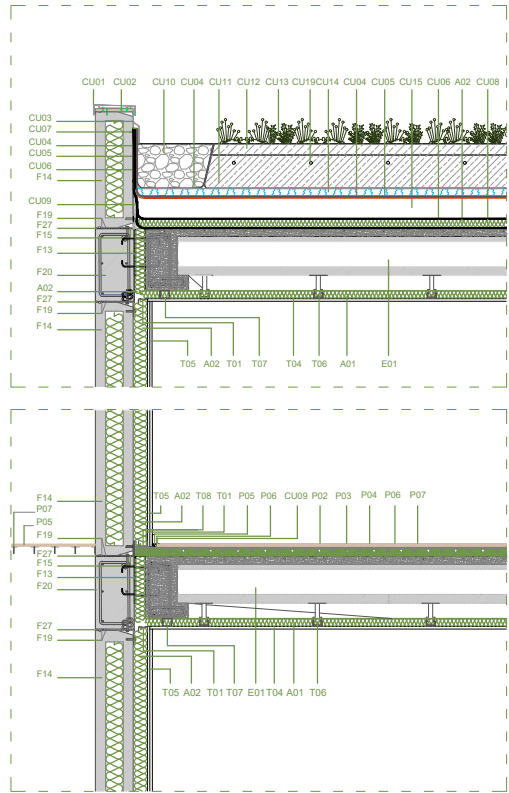 CU01 CU02 CU10 CU04 CU11 CU12 CU13 CU19 CU14 CU04 CU05 CU15 CU06 A02 CU08
CU03
CU07
CU04
CU05
CU06
F14
CU09
F19
F27
F15
F13
F20
A02
F27
F19
F14
T05 A02 T01 T07 T04 T06 A01 E01
F14
P07
P05
F19
F27
F15
F13
F20
T05 A02 T08 T01 P05 P06 CU09 P02 P03 P04 P06 P07
F27
F19
F14
T05 A02 T01 T07 E01 T04 A01 T06